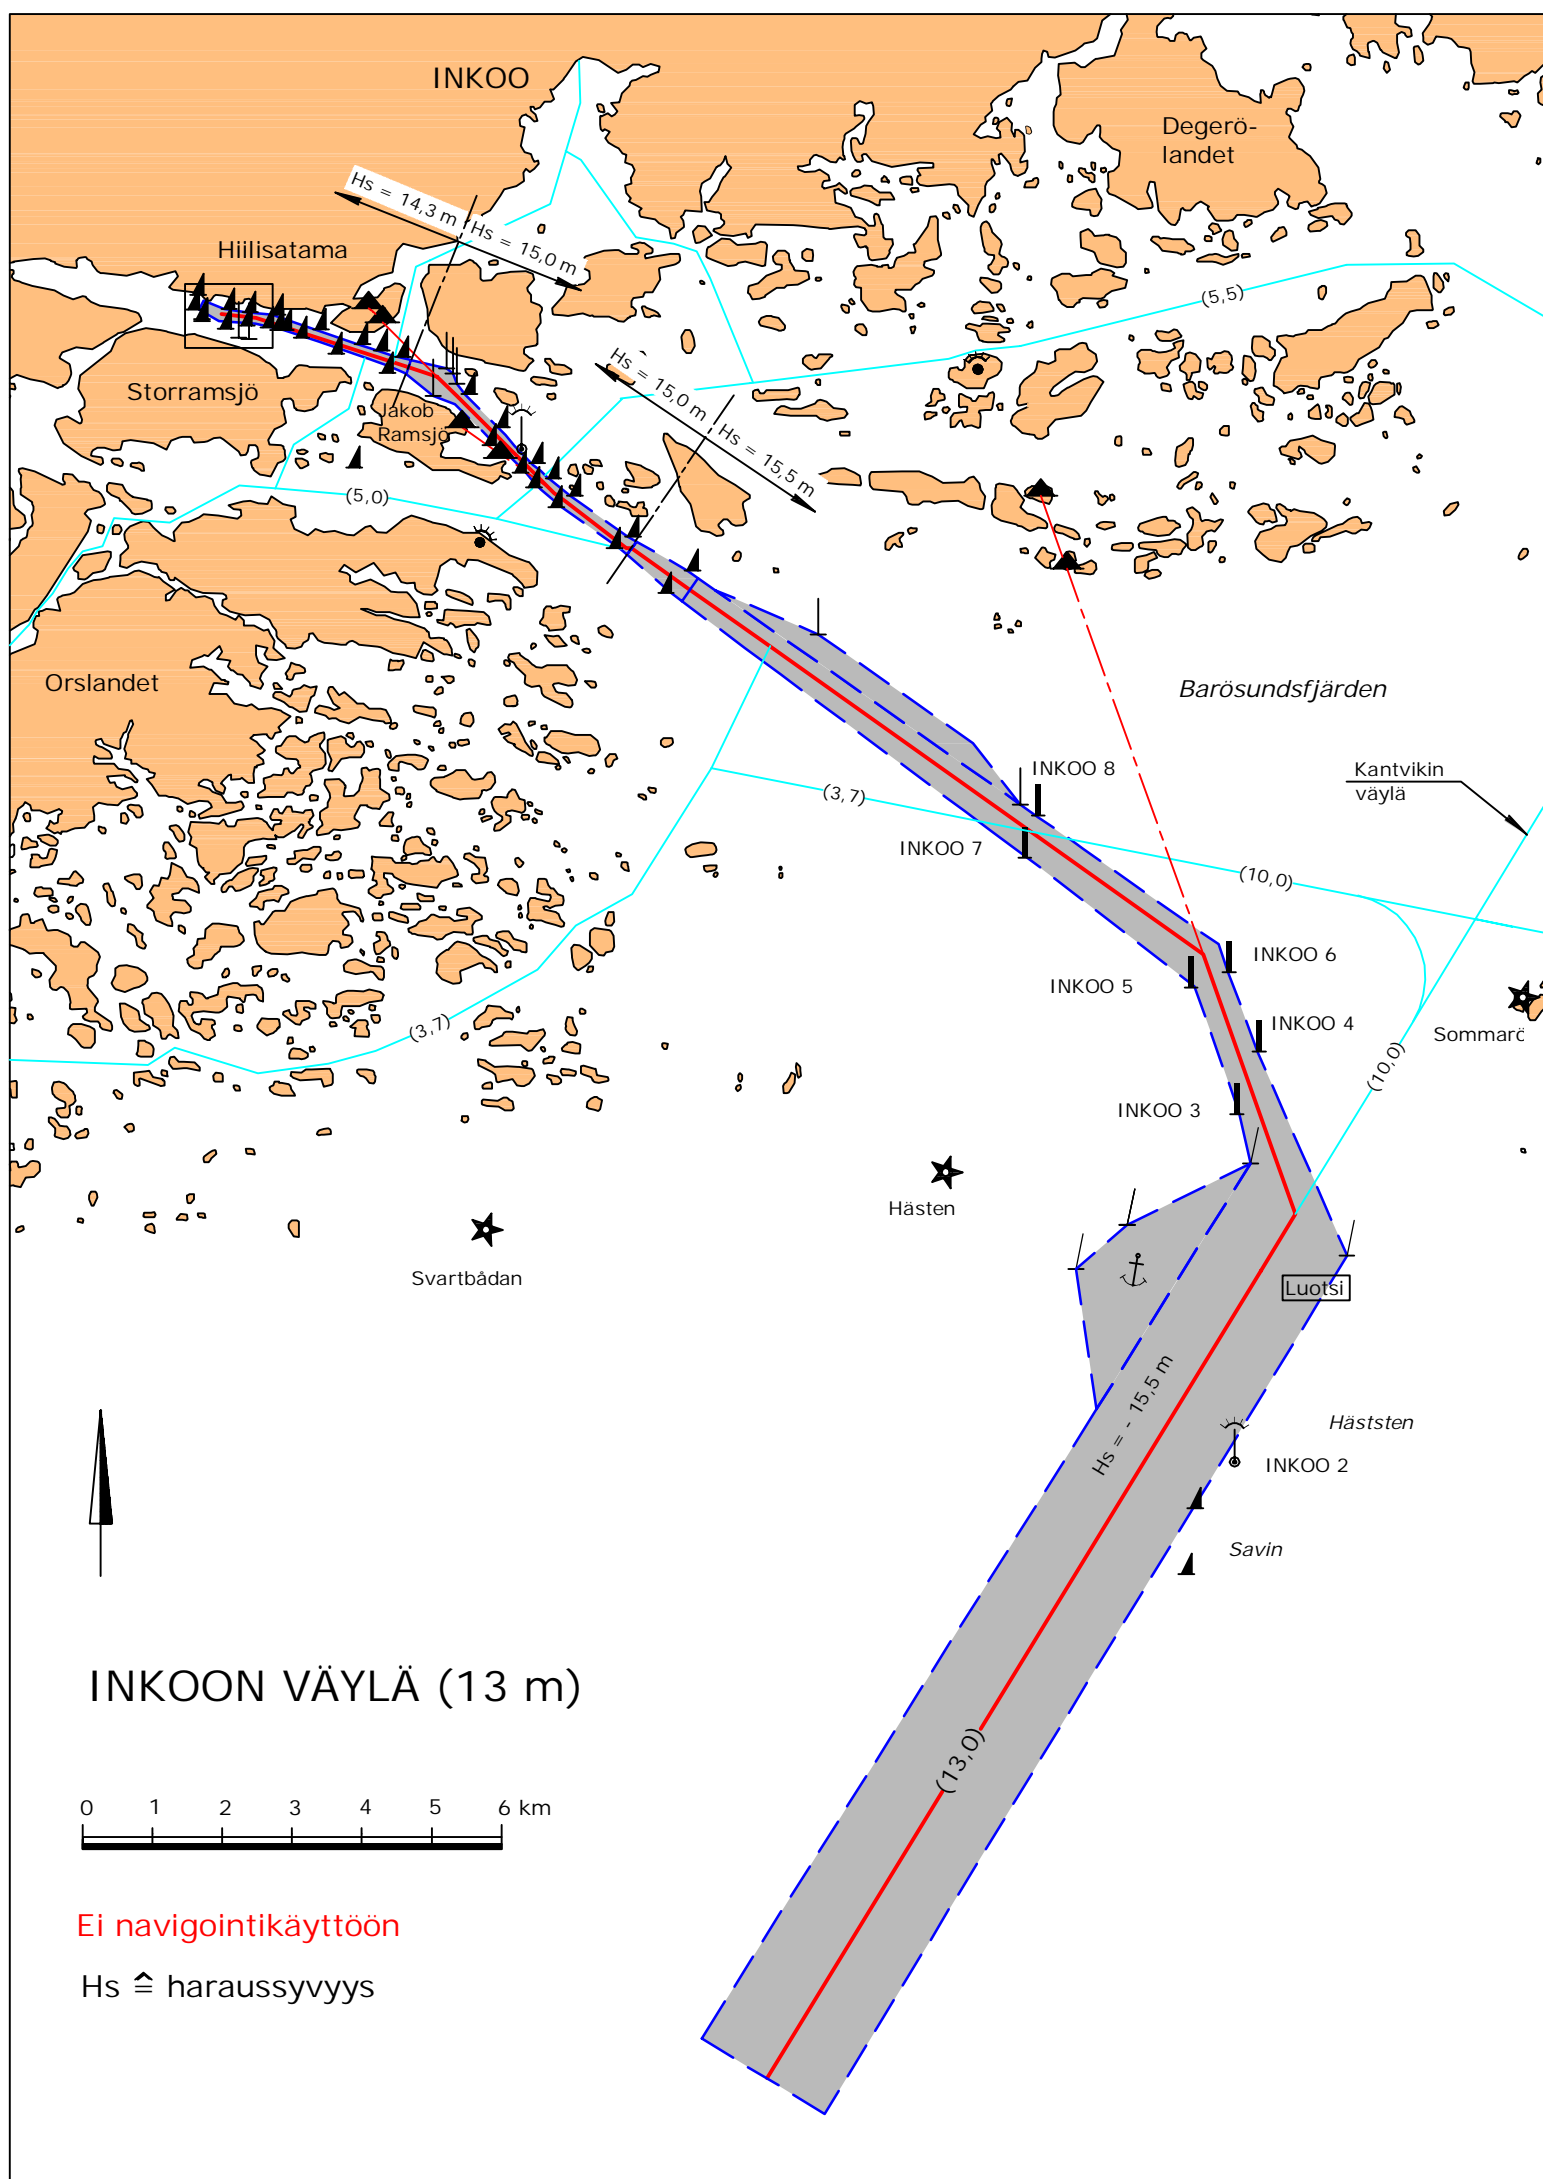 INKOO
Degerö-
landet
Hs = 14,3 m
Hs = 15,0 m
Hiilisatama
(5,5)
Storramsjö
Jakob
Ramsjö
Hs = 15,0 m
Hs = 15,5 m
(5,0)
Orslandet
Barösundsfjärden
INKOO 8
Kantvikin
väylä
(3,7)
INKOO 7
(10,0)
INKOO 6
INKOO 5
INKOO 4
Sommarö
(3,7)
(10,0)
INKOO 3
Hästen
Svartbådan
Luotsi
Hs = - 15,5 m
Häststen
INKOO 2
Savin
INKOON VÄYLÄ (13 m)
(13,0)
0 1 2 3 4 5 6 km
Ei navigointikäyttöön
Hs ≙ haraussyvyys